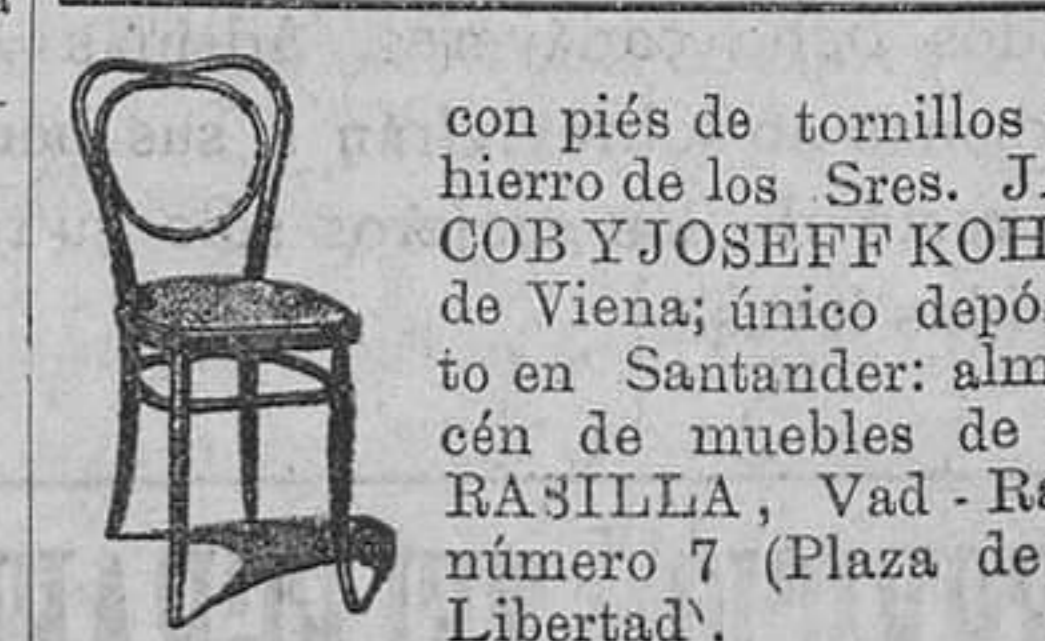 con piés de tornillos
hierro de los Sres. J.
COB Y JOSEFF KOH
de Viena; único depós
to en Santander: alm
cén de muebles de
RASILLA, Vad - Ra
número 7 (Plaza de
Libertad).